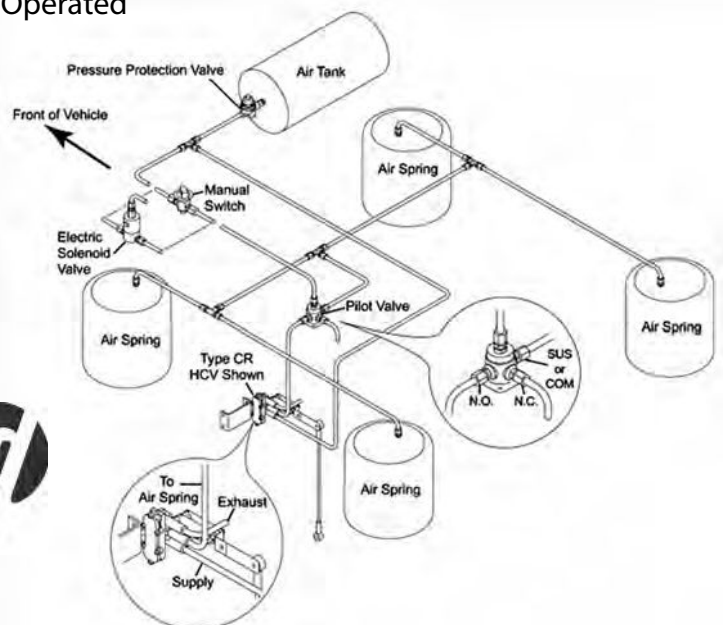 Operated
Pressure Protection Valve
Air Tank
Front of Vehicle
Air Spring
Manual
Switch
Electric
Solenoid
Valve
Pilot Valve
Air Spring
Air Spring
SUS
or
COM
N.O.
N.C.
Type CR
HCV Shown
To
Air Spring
Exhaust
Supply
Air Spring